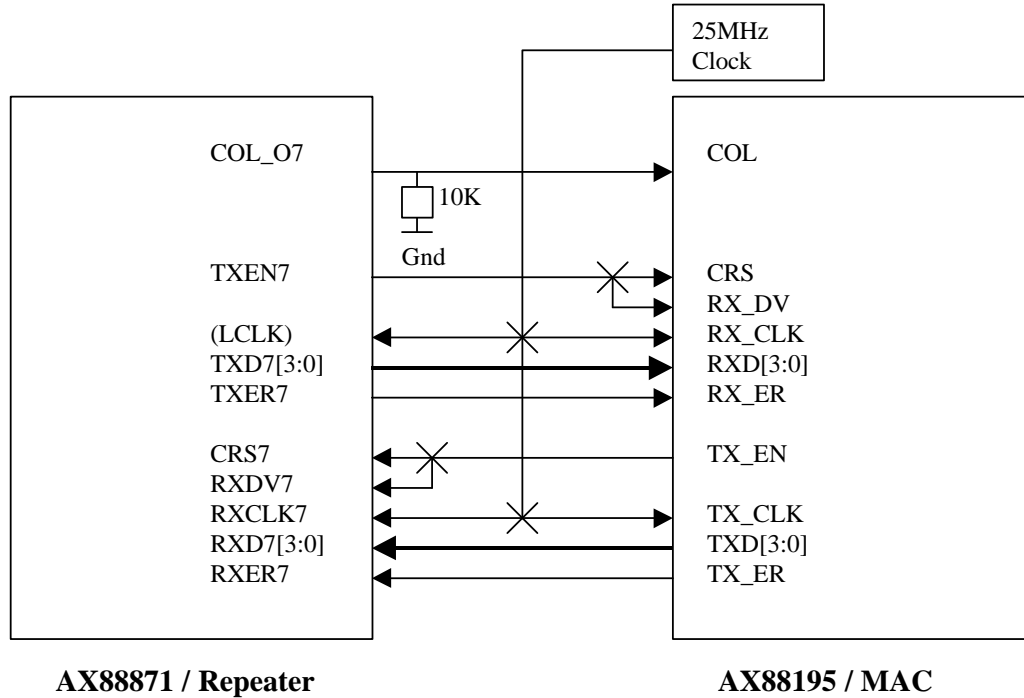 25MHz
Clock
COL_O7
COL
10K
Gnd
TXEN7
CRS
RX_DV
(LCLK)
RX_CLK
TXD7[3:0]
RXD[3:0]
TXER7
RX_ER
CRS7
TX_EN
RXDV7
RXCLK7
TX_CLK
RXD7[3:0]
TXD[3:0]
RXER7
TX_ER
AX88871 / Repeater
AX88195 / MAC